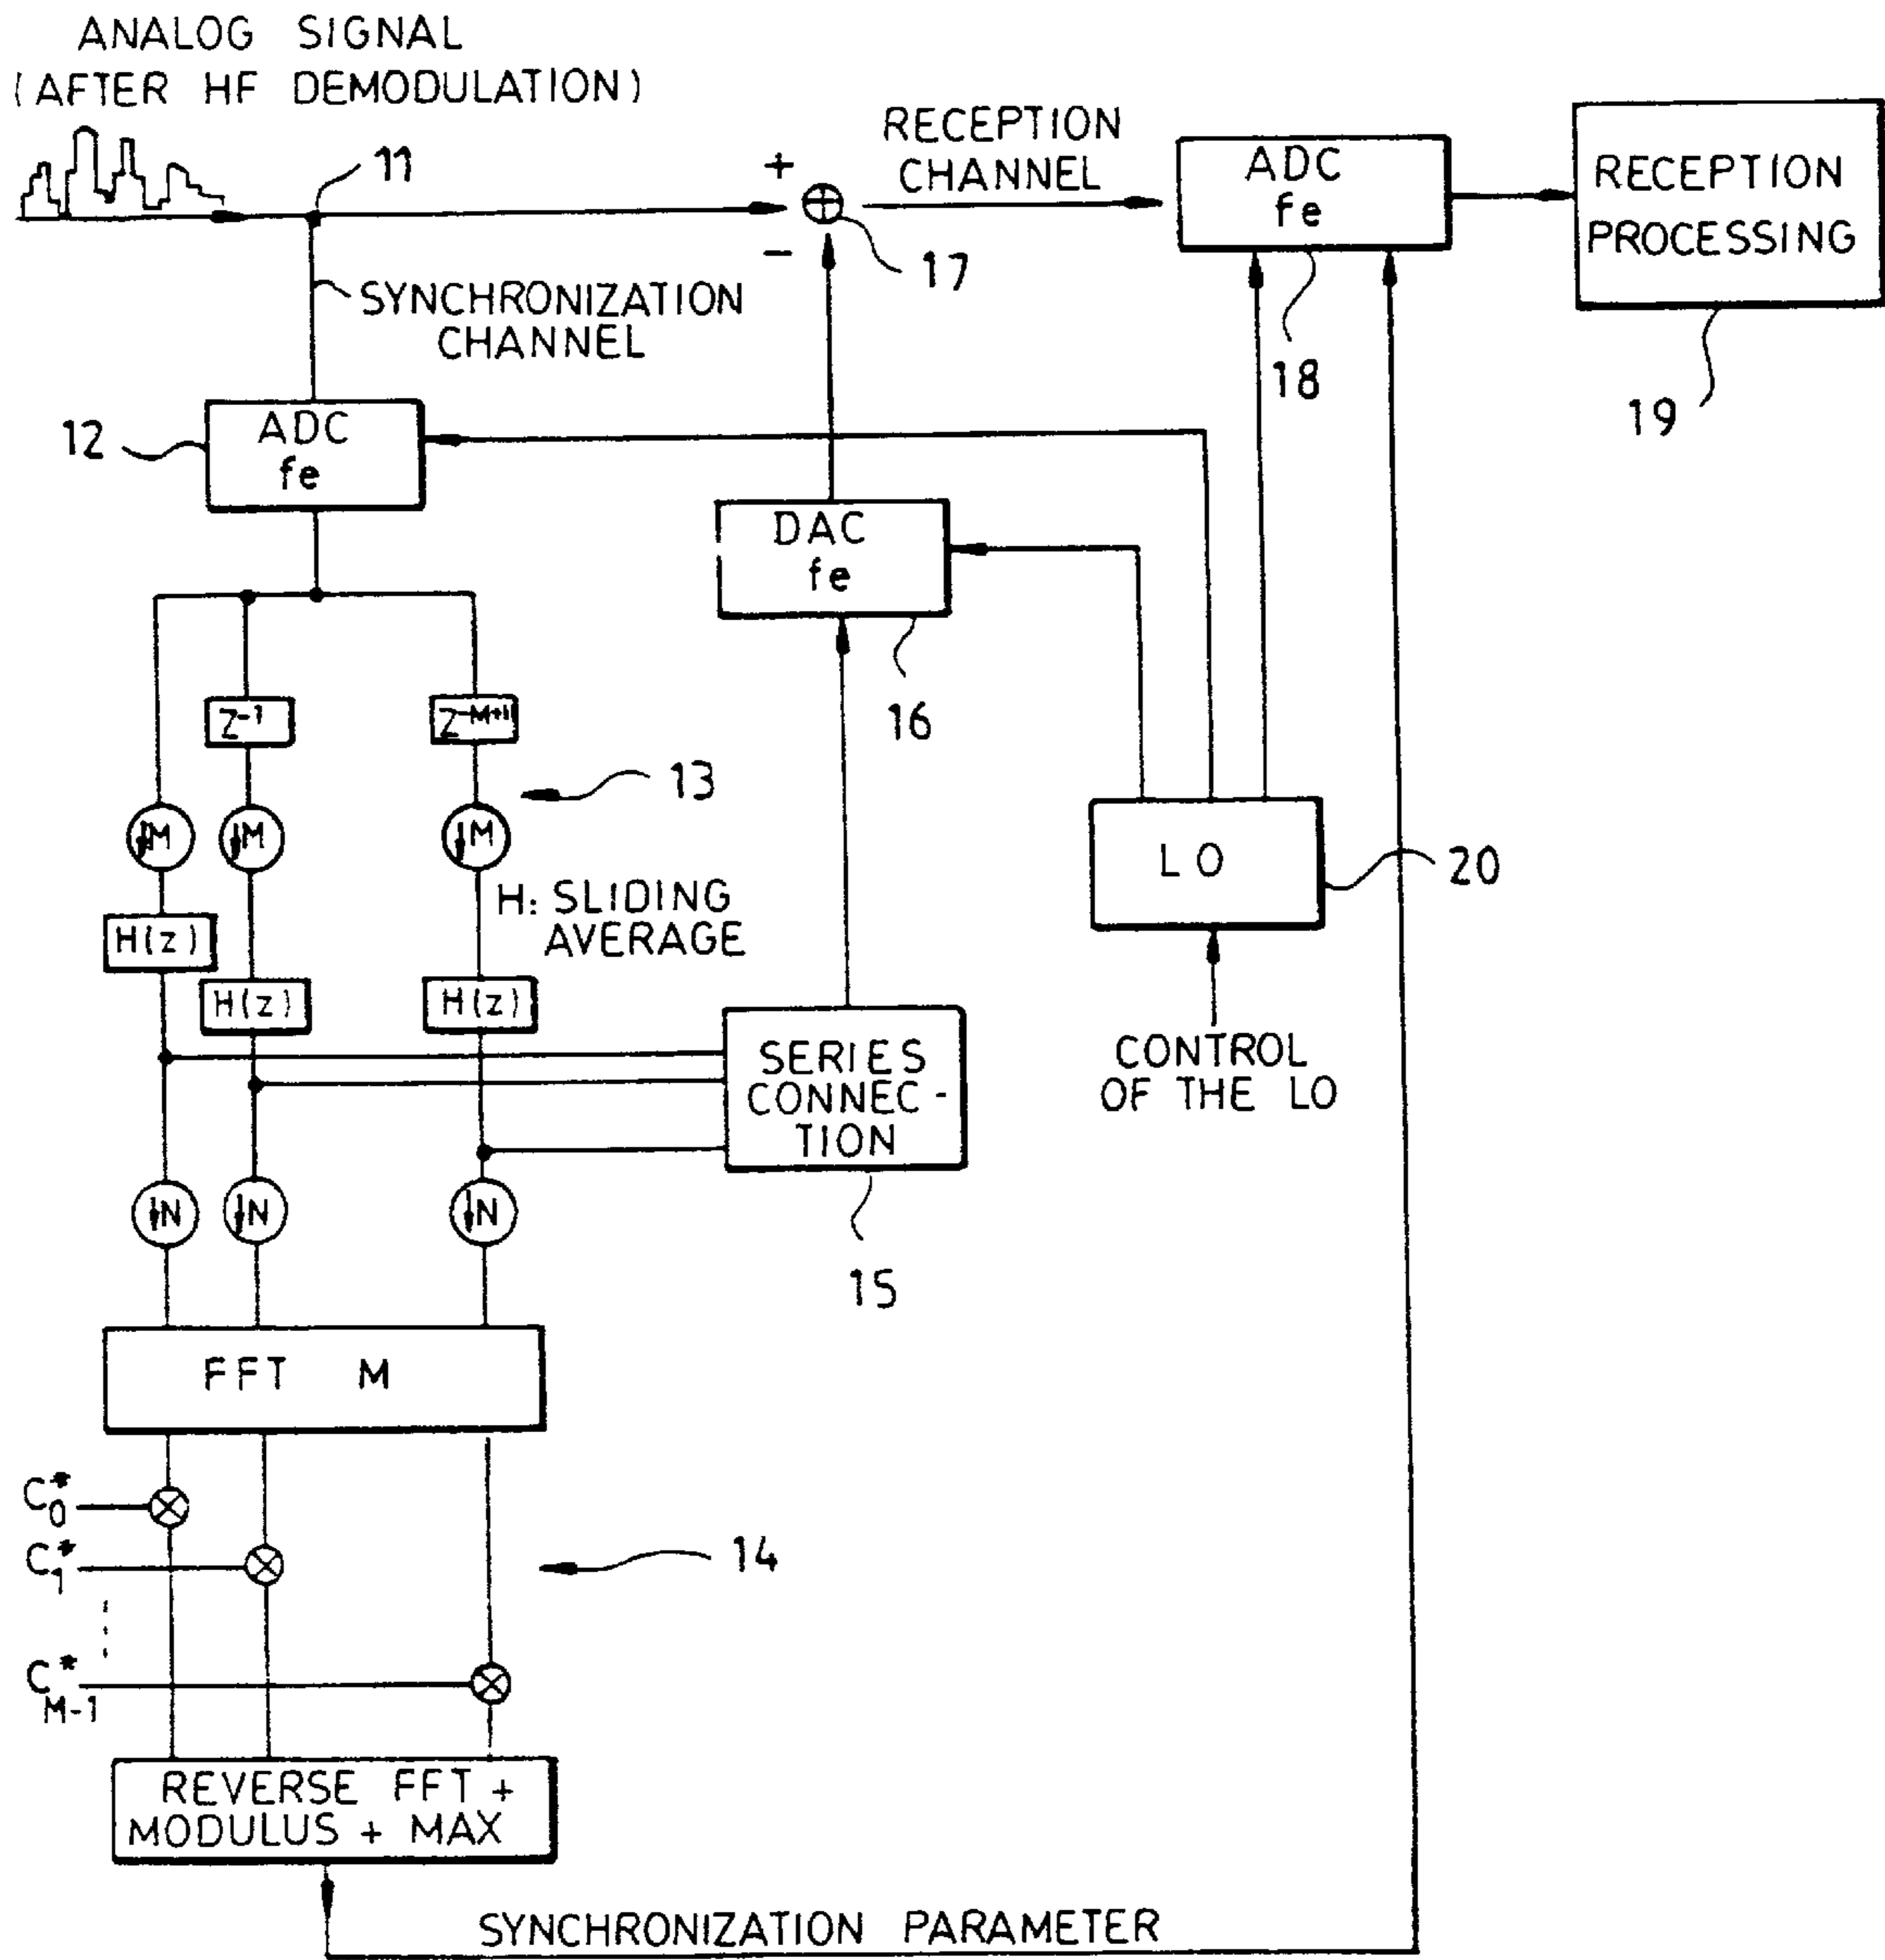 ANALOG SIGNAL
(AFTER HF DEMODULATION)
11
+
−
17
RECEPTION
CHANNEL
ADC
fe
18
RECEPTION
PROCESSING
19
SYNCHRONIZATION
CHANNEL
12
ADC
fe
DAC
fe
16
Z-1
Z-M+1
13
↓M
↓M
↓M
H: SLIDING
AVERAGE
LO
20
H(z)
H(z)
H(z)
SERIES
CONNEC-
TION
15
CONTROL
OF THE LO
↓N
↓N
↓N
FFT M
C*0
C*1
14
C*M-1
REVERSE FFT +
MODULUS + MAX
SYNCHRONIZATION PARAMETER